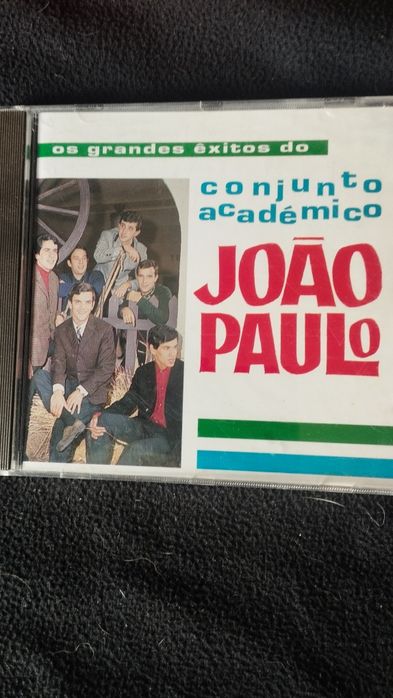 os grandes êxitos do
conjunto
académico
JOÃO
PAULo